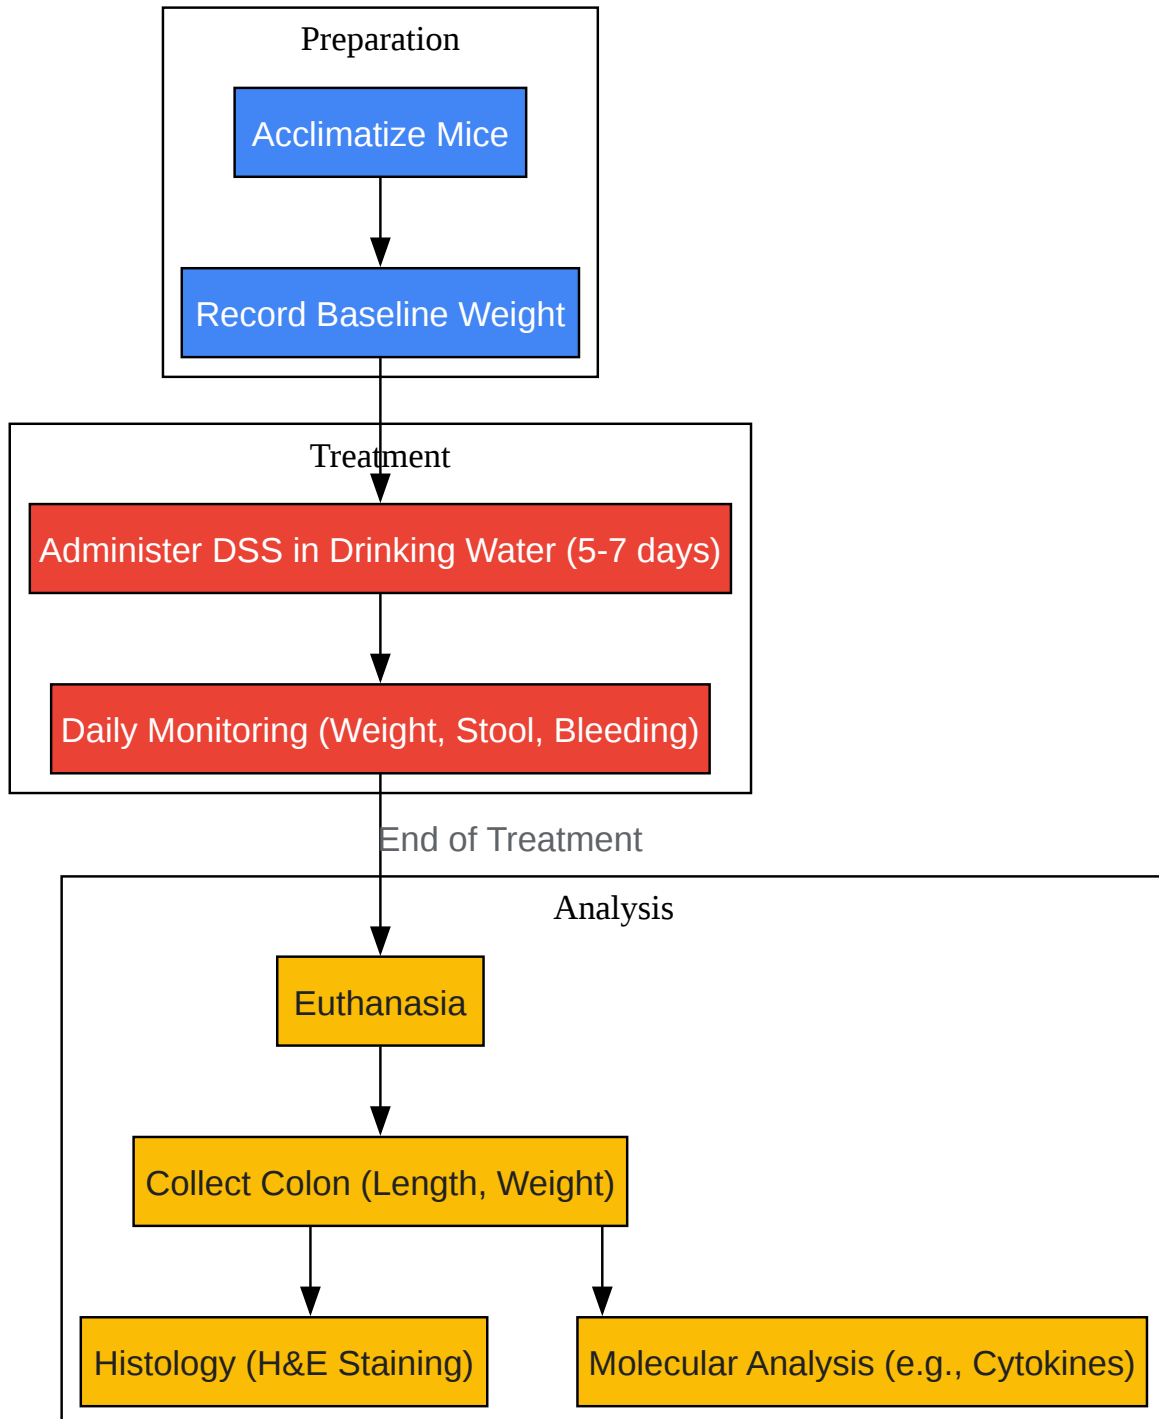 Preparation
Acclimatize Mice
Record Baseline Weight
Treatment
Administer DSS in Drinking Water (5-7 days)
Daily Monitoring (Weight, Stool, Bleeding)
End of Treatment
Analysis
Euthanasia
Collect Colon (Length, Weight)
Histology (H&E Staining)
Molecular Analysis (e.g., Cytokines)